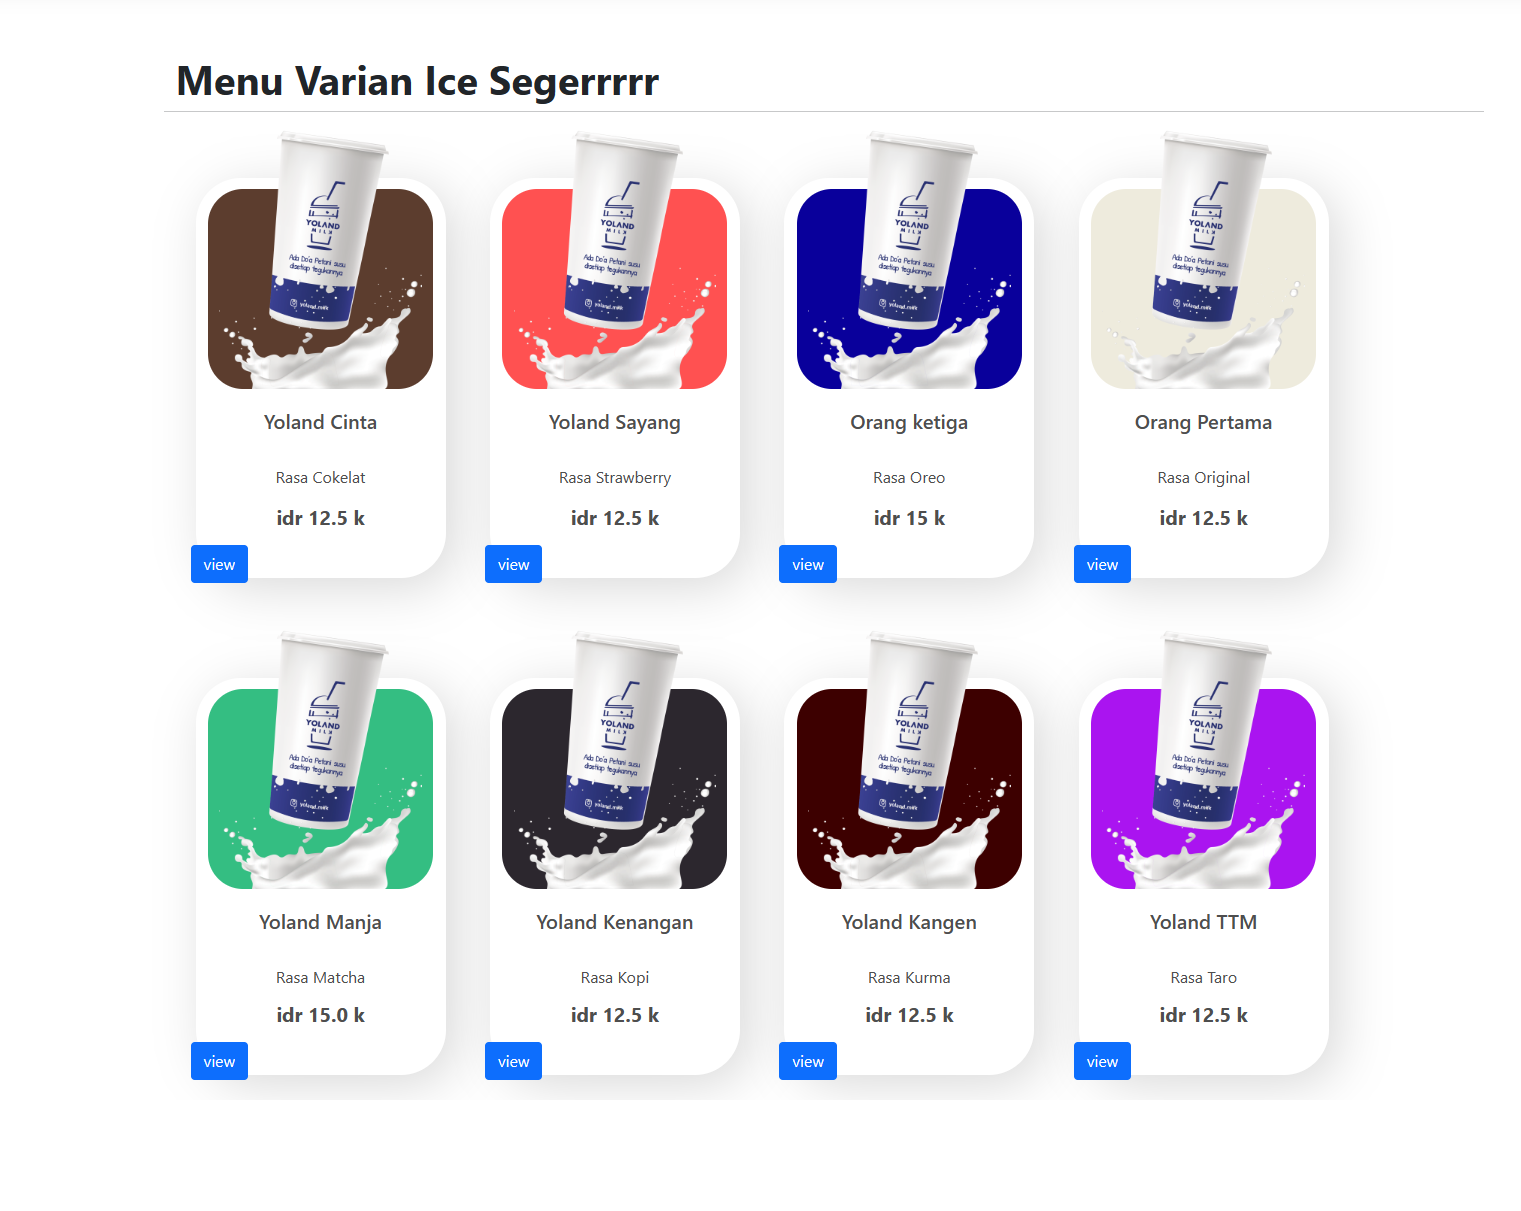 Menu Varian Ice Segerrrrr
YOLAND
MILK
Ada Do'a Petani susu
disetiap tegukannya
yoland.milk
YOLAND
MILK
Ada Do'a Petani susu
disetiap tegukannya
yoland.milk
YOLAND
MILK
Ada Do'a Petani susu
disetiap tegukannya
yoland.milk
YOLAND
MILK
Ada Do'a Petani susu
disetiap tegukannya
yoland.milk
Yoland Cinta
Yoland Sayang
Orang ketiga
Orang Pertama
Rasa Cokelat
Rasa Strawberry
Rasa Oreo
Rasa Original
idr 12.5 k
idr 12.5 k
idr 15 k
idr 12.5 k
view
view
view
view
YOLAND
MILK
Ada Do'a Petani susu
disetiap tegukannya
yoland.milk
YOLAND
MILK
Ada Do'a Petani susu
disetiap tegukannya
yoland.milk
YOLAND
MILK
Ada Do'a Petani susu
disetiap tegukannya
yoland.milk
YOLAND
MILK
Ada Do'a Petani susu
disetiap tegukannya
yoland.milk
Yoland Manja
Yoland Kenangan
Yoland Kangen
Yoland TTM
Rasa Matcha
Rasa Kopi
Rasa Kurma
Rasa Taro
idr 15.0 k
idr 12.5 k
idr 12.5 k
idr 12.5 k
view
view
view
view